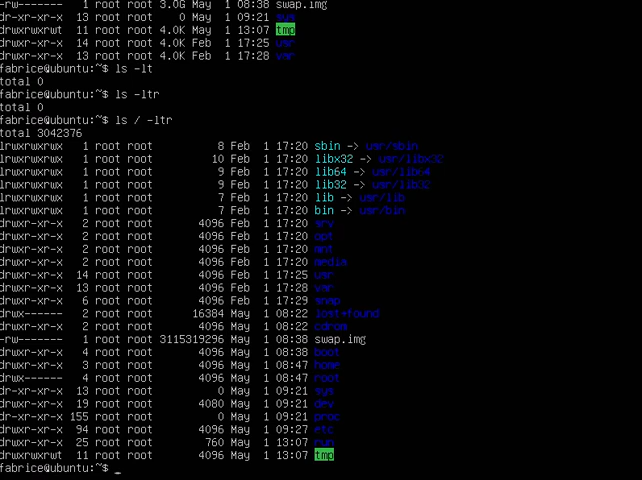 -rw------- 1 root root 3.0G May 1 08:38 swap.img
dr-xr-xr-x 13 root root 0 May 1 09:21 sys
drwxrwxrwt 11 root root 4.0K May 1 13:07 tmp
drwxr-xr-x 14 root root 4.0K Feb 1 17:25 usr
drwxr-xr-x 13 root root 4.0K Feb 1 17:28 var
fabrice@ubuntu:~$ ls -lt
total 0
fabrice@ubuntu:~$ ls -ltr
total 0
fabrice@ubuntu:~$ ls / -ltr
total 3042376
lrwxrwxrwx 1 root root 8 Feb 1 17:20 sbin -> usr/sbin
lrwxrwxrwx 1 root root 10 Feb 1 17:20 libx32 -> usr/libx32
lrwxrwxrwx 1 root root 9 Feb 1 17:20 lib64 -> usr/lib64
lrwxrwxrwx 1 root root 9 Feb 1 17:20 lib32 -> usr/lib32
lrwxrwxrwx 1 root root 7 Feb 1 17:20 lib -> usr/lib
lrwxrwxrwx 1 root root 7 Feb 1 17:20 bin -> usr/bin
drwxr-xr-x 2 root root 4096 Feb 1 17:20 srv
drwxr-xr-x 2 root root 4096 Feb 1 17:20 opt
drwxr-xr-x 2 root root 4096 Feb 1 17:20 mnt
drwxr-xr-x 2 root root 4096 Feb 1 17:20 media
drwxr-xr-x 14 root root 4096 Feb 1 17:25 usr
drwxr-xr-x 13 root root 4096 Feb 1 17:28 var
drwxr-xr-x 6 root root 4096 Feb 1 17:29 snap
drwx------ 2 root root 16384 May 1 08:22 lost+found
drwxr-xr-x 2 root root 4096 May 1 08:22 cdrom
-rw------- 1 root root 3115319296 May 1 08:38 swap.img
drwxr-xr-x 4 root root 4096 May 1 08:38 boot
drwxr-xr-x 3 root root 4096 May 1 08:47 home
drwx------ 4 root root 4096 May 1 08:47 root
dr-xr-xr-x 13 root root 0 May 1 09:21 sys
drwxr-xr-x 19 root root 4080 May 1 09:21 dev
dr-xr-xr-x 155 root root 0 May 1 09:21 proc
drwxr-xr-x 94 root root 4096 May 1 09:27 etc
drwxr-xr-x 25 root root 760 May 1 13:07 run
drwxrwxrwt 11 root root 4096 May 1 13:07 tmp
fabrice@ubuntu:~$ _